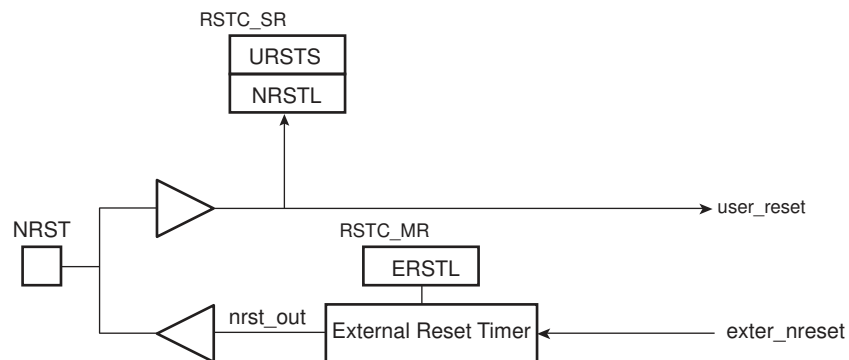 RSTC_SR
URSTS
NRSTL
user_reset
NRST
RSTC_MR
ERSTL
nrst_out
External Reset Timer
exter_nreset